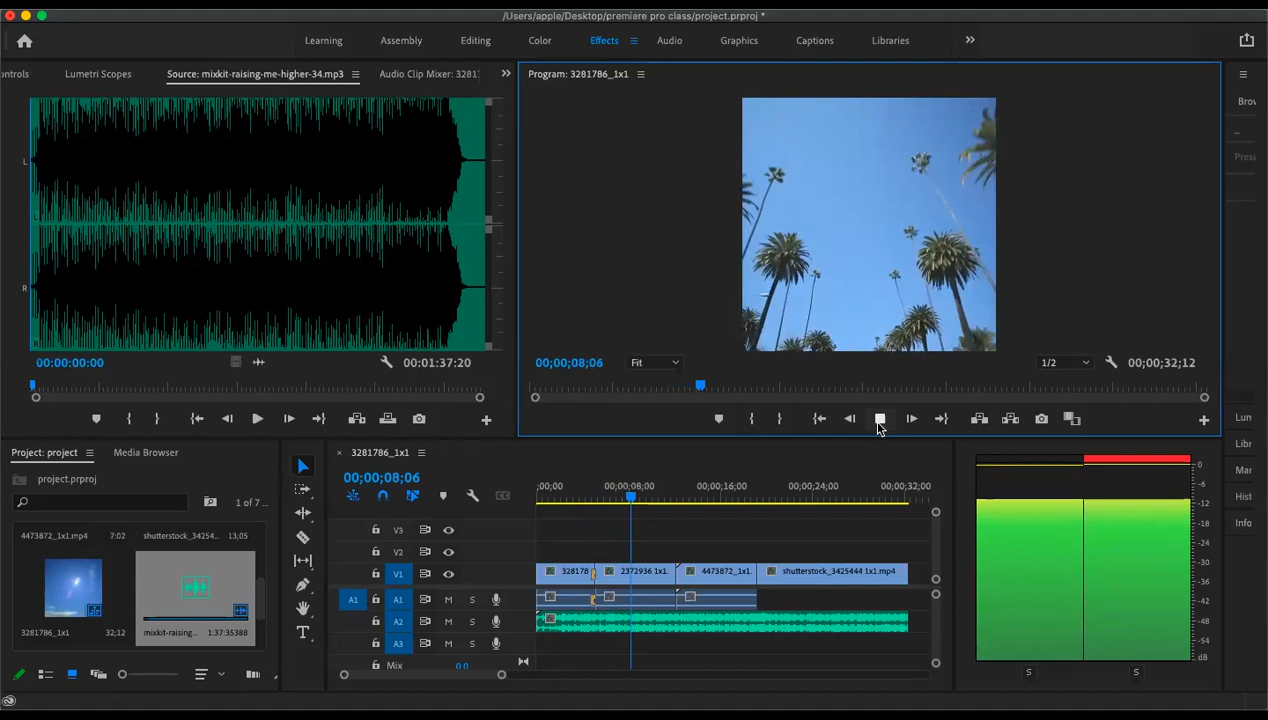 /Users/apple/Desktop/premiere pro class/project.prproj *
Learning Assembly Editing Color Effects Audio Graphics Captions Libraries
ontrols Lumetri Scopes Source: mixkit-raising-me-higher-34.mp3 Audio Clip Mixer: 3281 Program: 3281786_1x1
Brow
Prese
L
R
00:00:00:00 00:01:37:20 00;00;08;06 Fit 1/2 00;00;32;12
Lum
Libr
Mar
Hist
Info
Project: project Media Browser 3281786_1x1
project.prproj 00;00;08;06
1 of 7
:00;00 00;00;08;00 00;00;16;00 00;00;24;00 00;00;32;00
4473872_1x1.mp4 7:02 shutterstock_34254... 13,05
3281786_1x1 32;12 mixkit-raising... 1:37:35388
V3
V2
V1 328178 2372936 1x1. 4473872_1x1. shutterstock_3425444 1x1.mp4
A1 A1 M S
A2 M S
A3 M S
Mix 0.0
0
-6
-12
-18
-24
-30
-36
-42
-48
-54
dB
S S